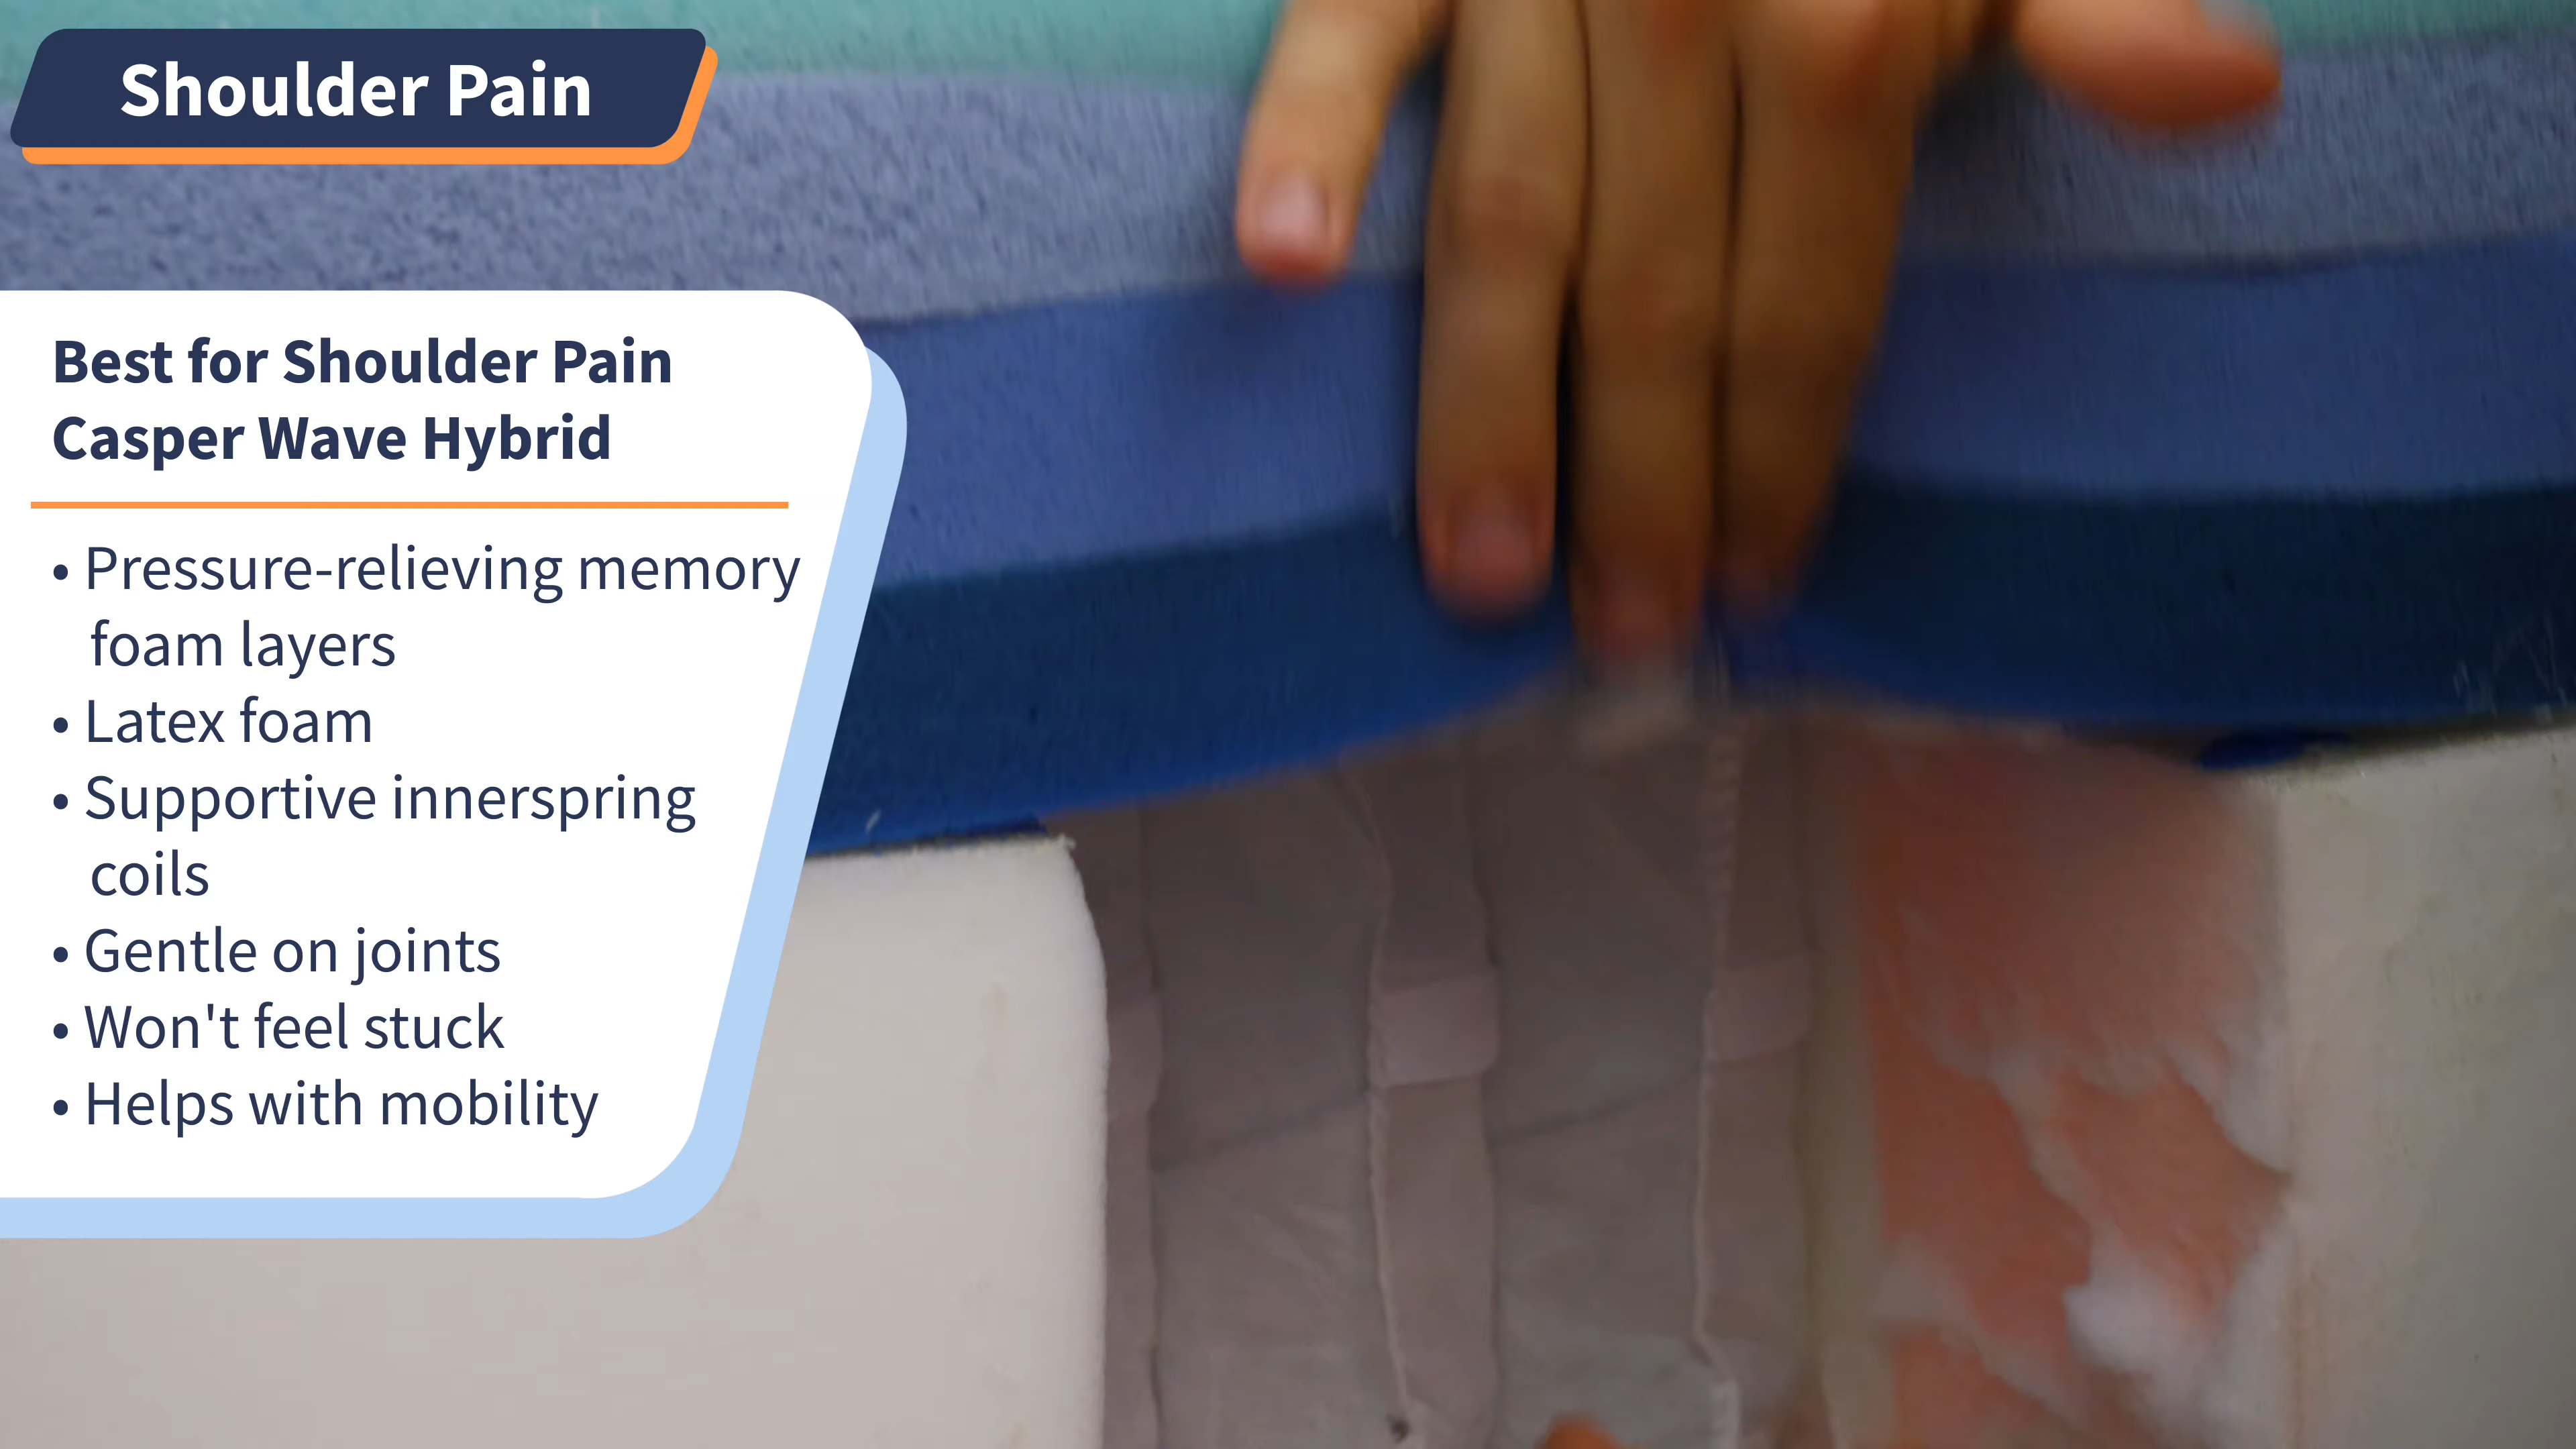 Shoulder Pain
Best for Shoulder Pain
Casper Wave Hybrid
• Pressure-relieving memory
foam layers
• Latex foam
• Supportive innerspring
coils
• Gentle on joints
• Won't feel stuck
• Helps with mobility